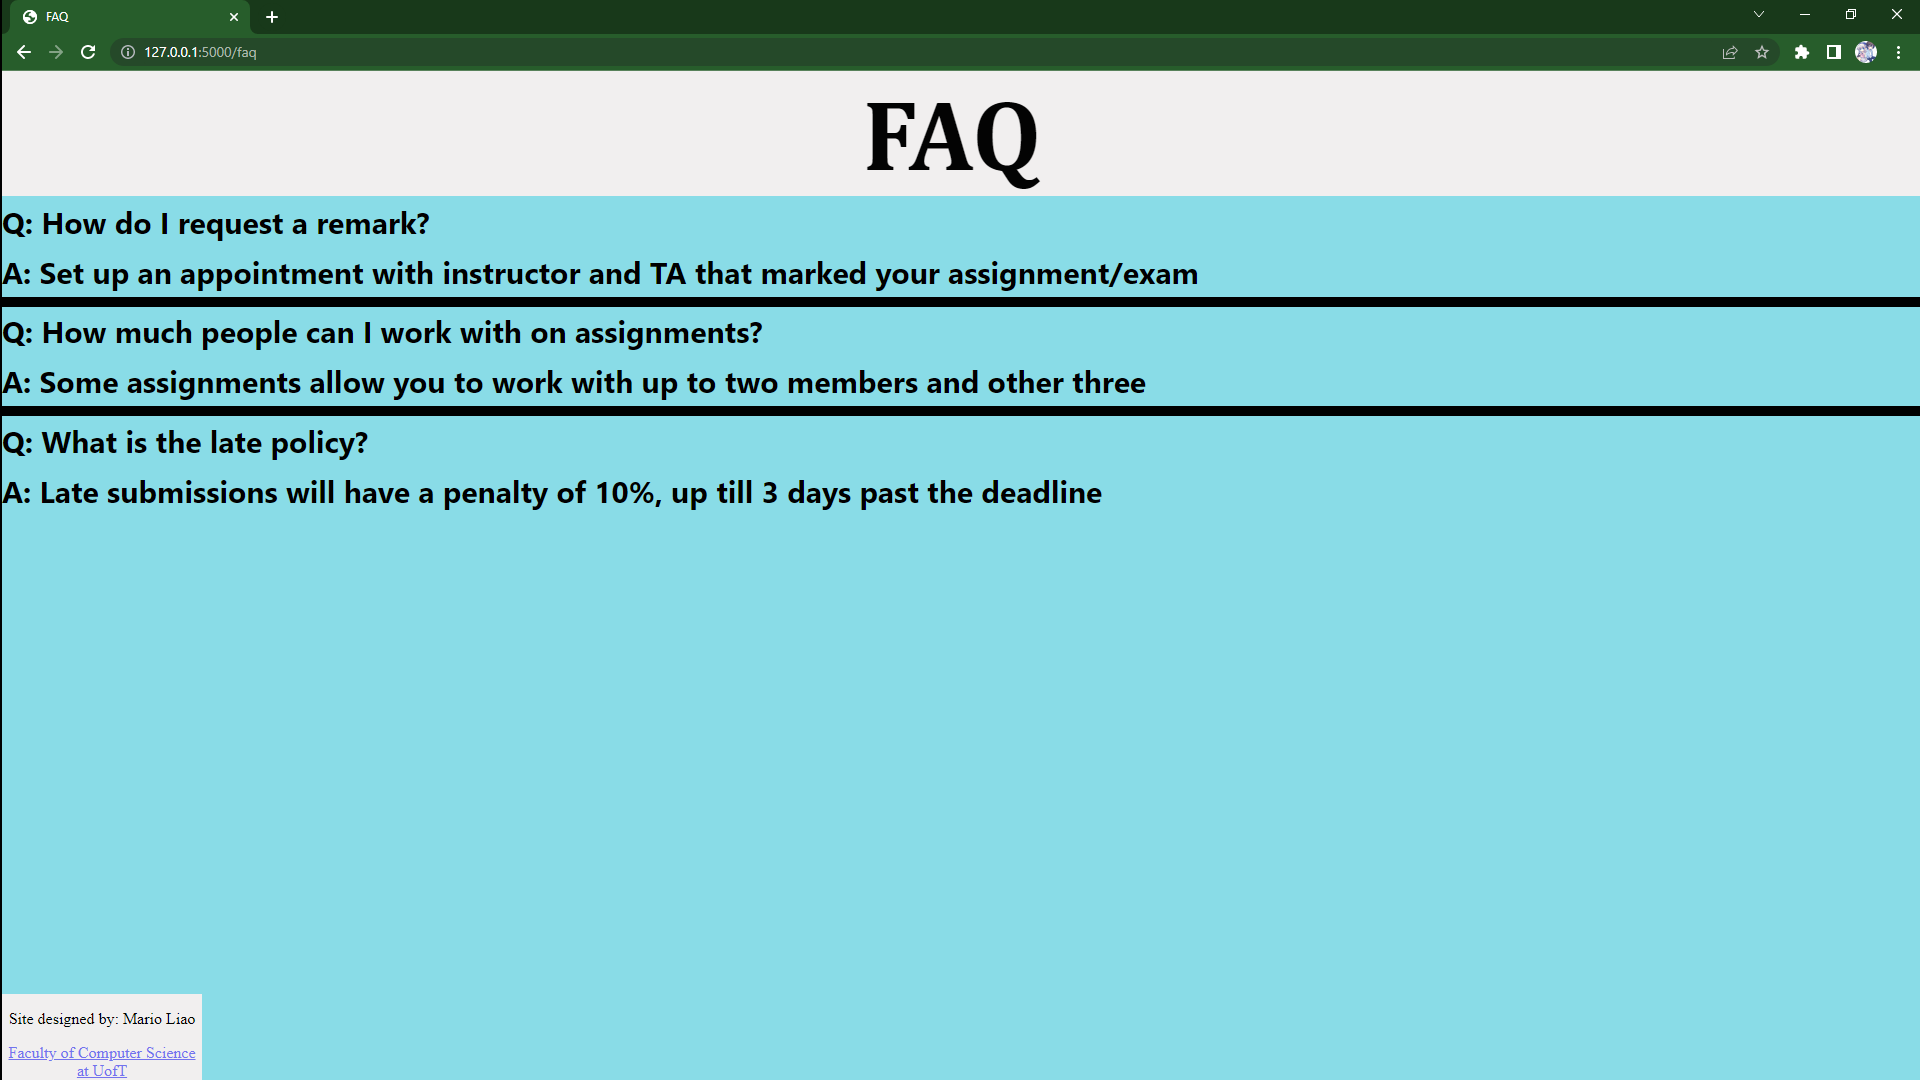 FAQ
127.0.0.1:5000/faq
FAQ
Q: How do I request a remark?
A: Set up an appointment with instructor and TA that marked your assignment/exam
Q: How much people can I work with on assignments?
A: Some assignments allow you to work with up to two members and other three
Q: What is the late policy?
A: Late submissions will have a penalty of 10%, up till 3 days past the deadline
Site designed by: Mario Liao
Faculty of Computer Science
at UofT